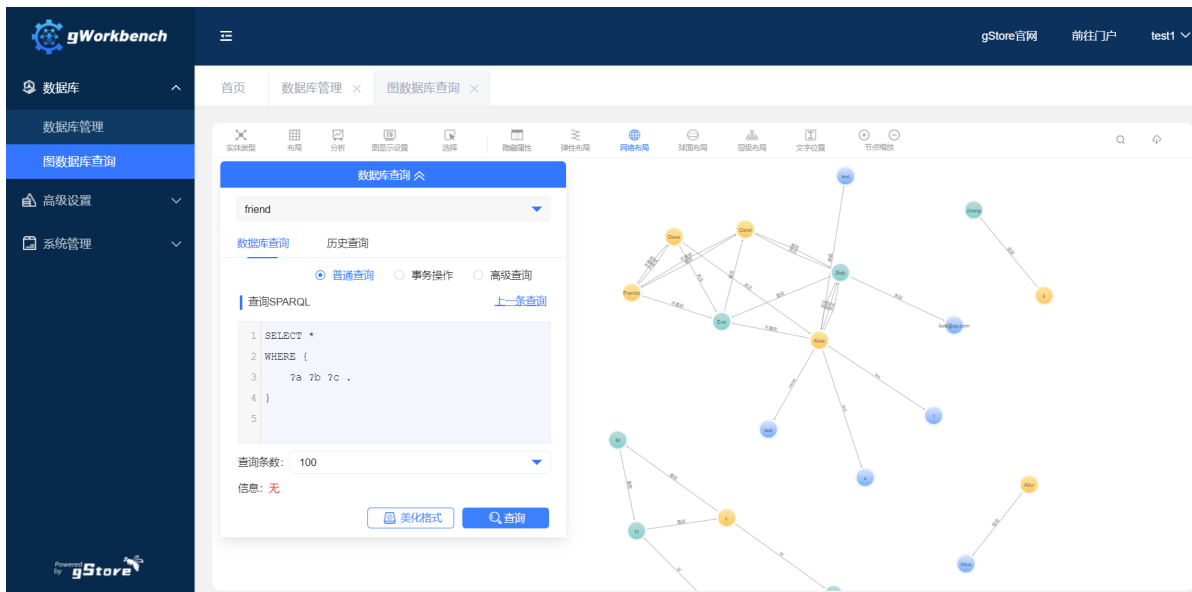 gWorkbench
gStore官网 前往门户 test1
数据库
首页 数据库管理 × 图数据库查询 ×
数据库管理
图数据库查询
高级设置
系统管理
实体类型 布局 分析 图显示设置 选择 隐藏属性 弹性布局 网络布局 球面布局 层级布局 文字位置 节点缩放
数据库查询
friend
数据库查询 历史查询
普通查询 事务操作 高级查询
查询SPARQL 上一条查询
1 SELECT *
2 WHERE {
3 ?a ?b ?c .
4 }
5
查询条数: 100
信息: 无
美化格式 查询
test
zhang
Carol
Dave
Bob
Francis
Eve
bob@qq.com
Alice
test
M
L
H
Alice
Powered by gStore